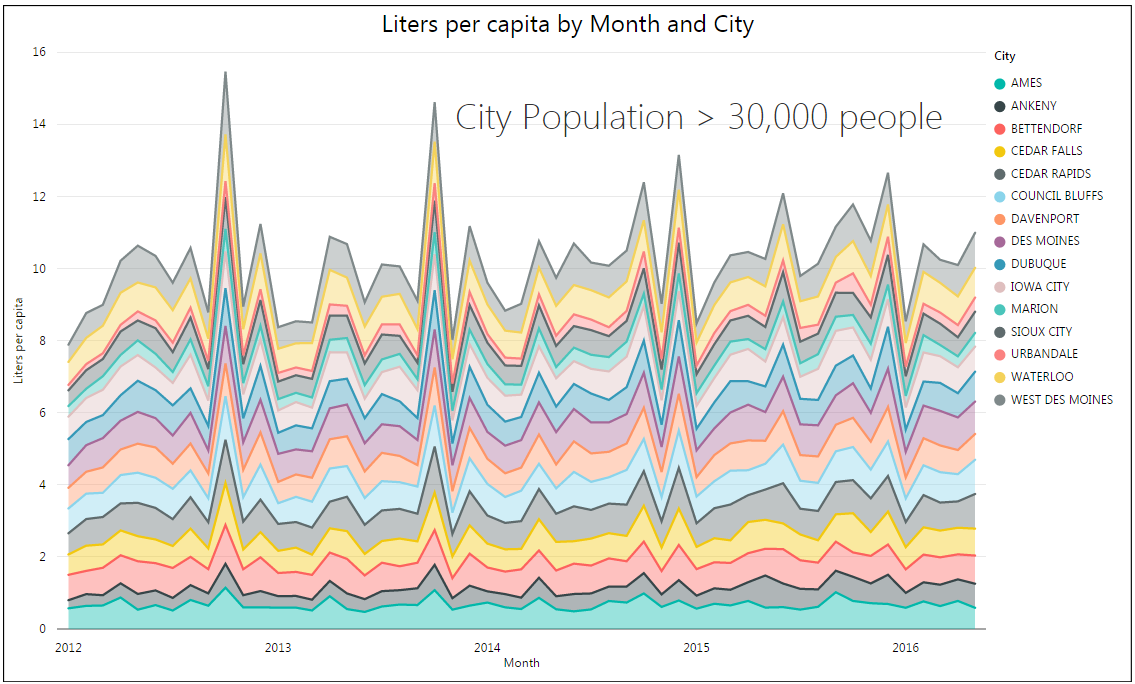 Liters per capita by Month and City
16
City
14
City Population > 30,000 people
12
10
8
6
4
2
0
Liters per capita
2012
2013
2014
2015
2016
Month
AMES
ANKENY
BETTENDORF
CEDAR FALLS
CEDAR RAPIDS
COUNCIL BLUFFS
DAVENPORT
DES MOINES
DUBUQUE
IOWA CITY
MARION
SIOUX CITY
URBANDALE
WATERLOO
WEST DES MOINES